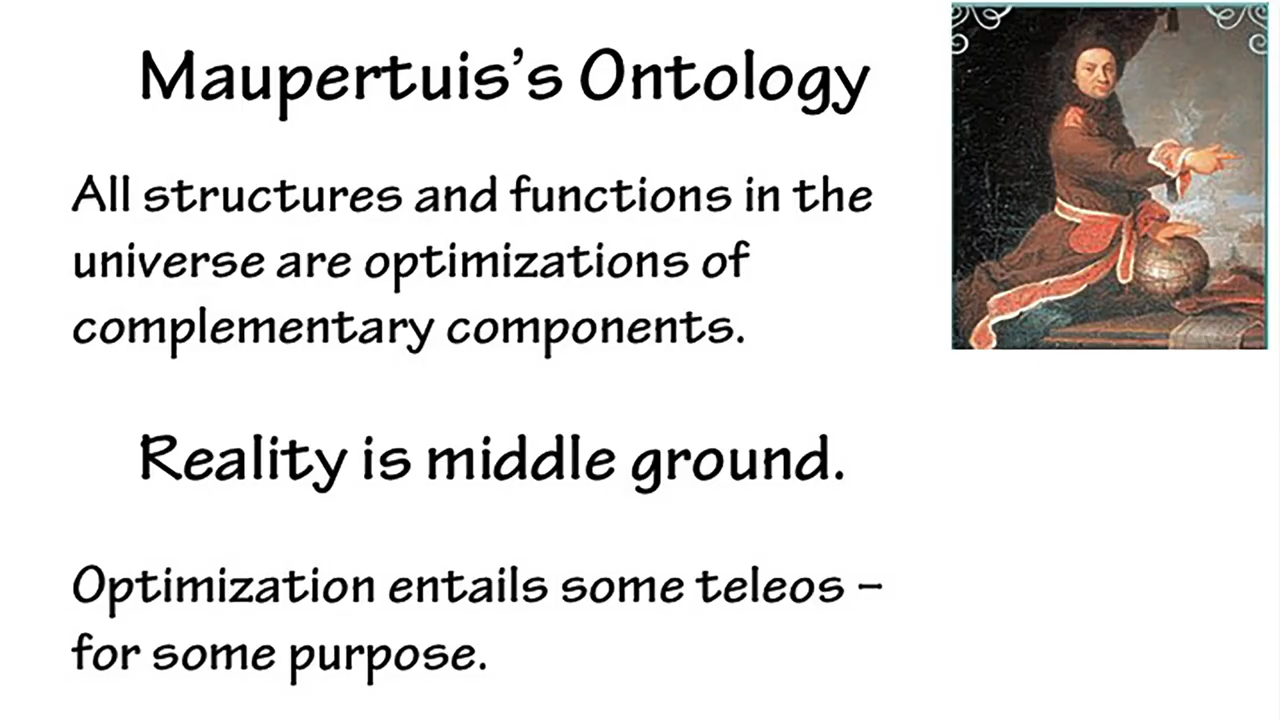 Maupertuis’s Ontology
All structures and functions in the
universe are optimizations of
complementary components.
Reality is middle ground.
Optimization entails some teleos –
for some purpose.